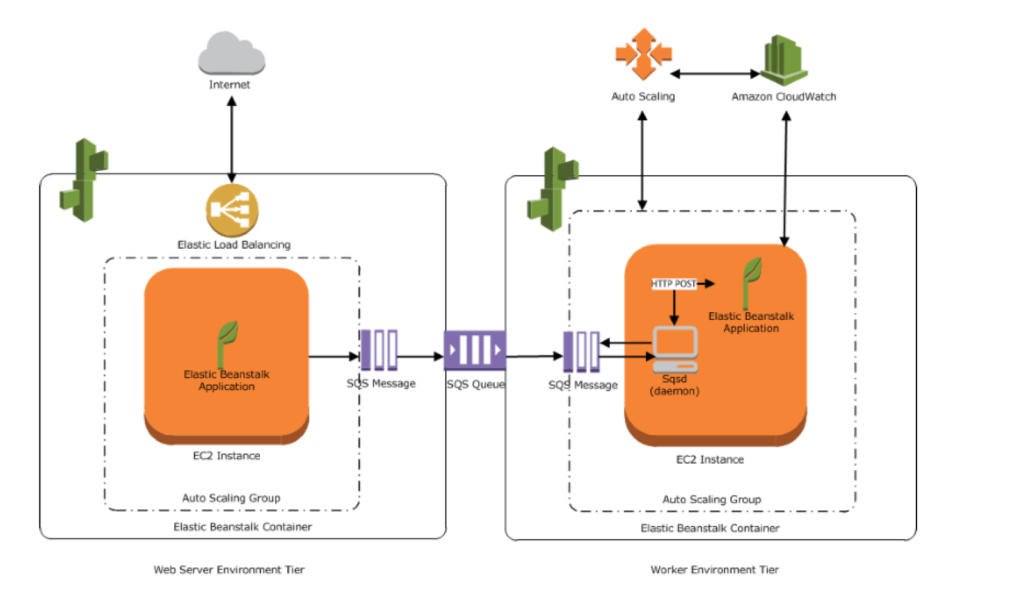 Internet
Auto Scaling
Amazon CloudWatch
Elastic Load Balancing
Elastic Beanstalk
Application
SQS Message
SQS Queue
SQS Message
HTTP POST
Elastic Beanstalk
Application
Sqsd
(daemon)
EC2 Instance
EC2 Instance
Auto Scaling Group
Auto Scaling Group
Elastic Beanstalk Container
Elastic Beanstalk Container
Web Server Environment Tier
Worker Environment Tier